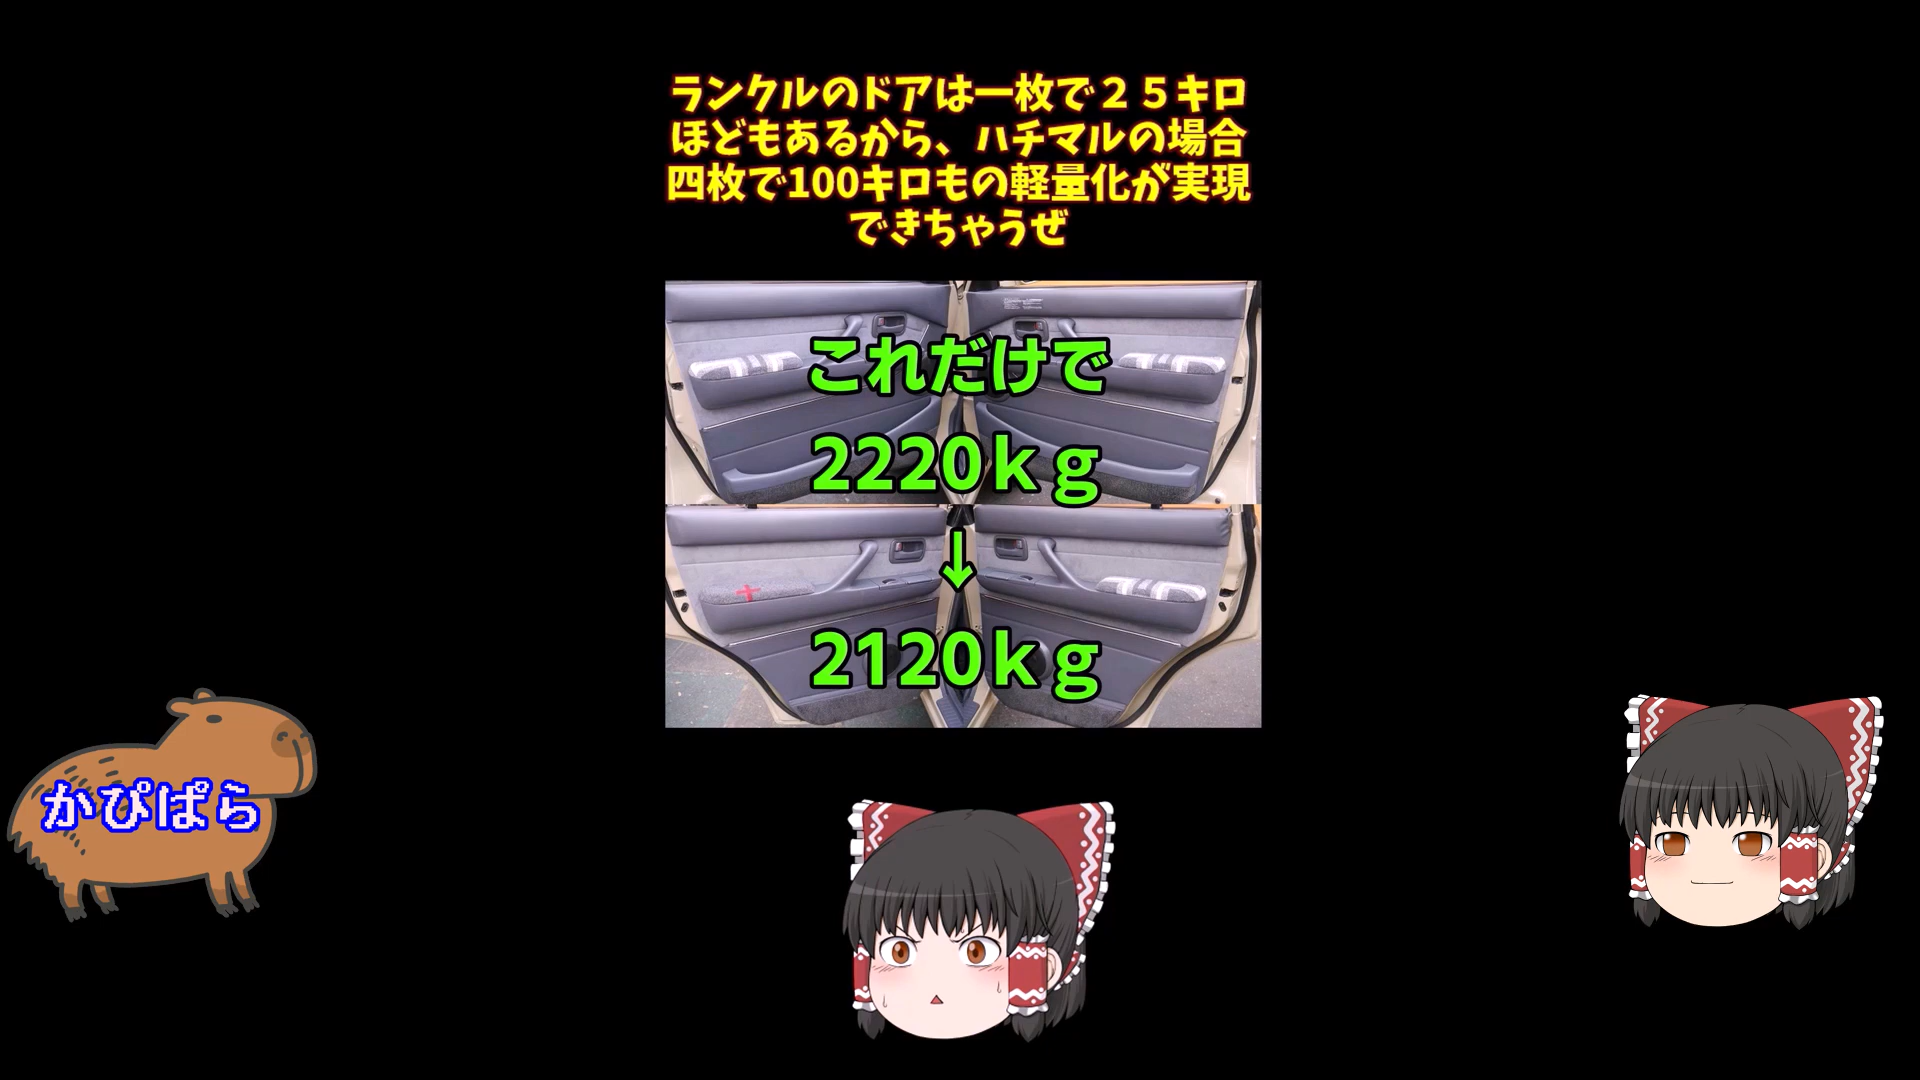 ランクルのドアは一枚で２５キロ
ほどもあるから、ハチマルの場合
四枚で100キロもの軽量化が実現
できちゃうぜ
これだけで
2220ｋｇ
↓
2120ｋｇ
かぴぱら